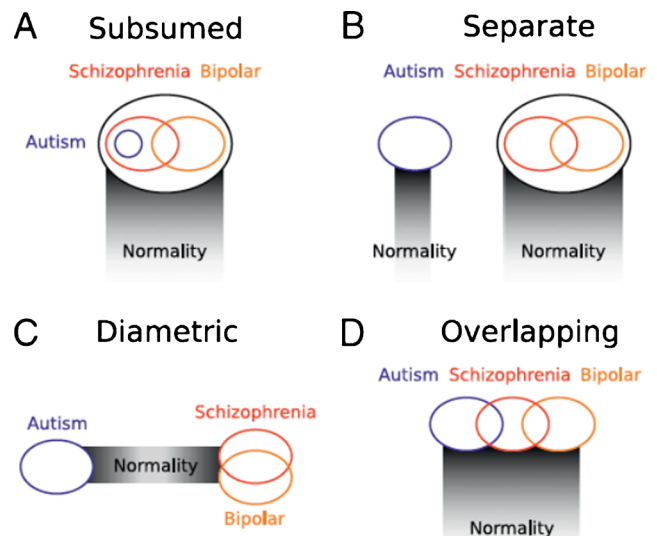 A Subsumed
Schizophrenia Bipolar
Autism
Normality
B Separate
Autism Schizophrenia Bipolar
Normality
Normality
C Diametric
Autism
Schizophrenia
Normality
Bipolar
D Overlapping
Autism Schizophrenia Bipolar
Normality